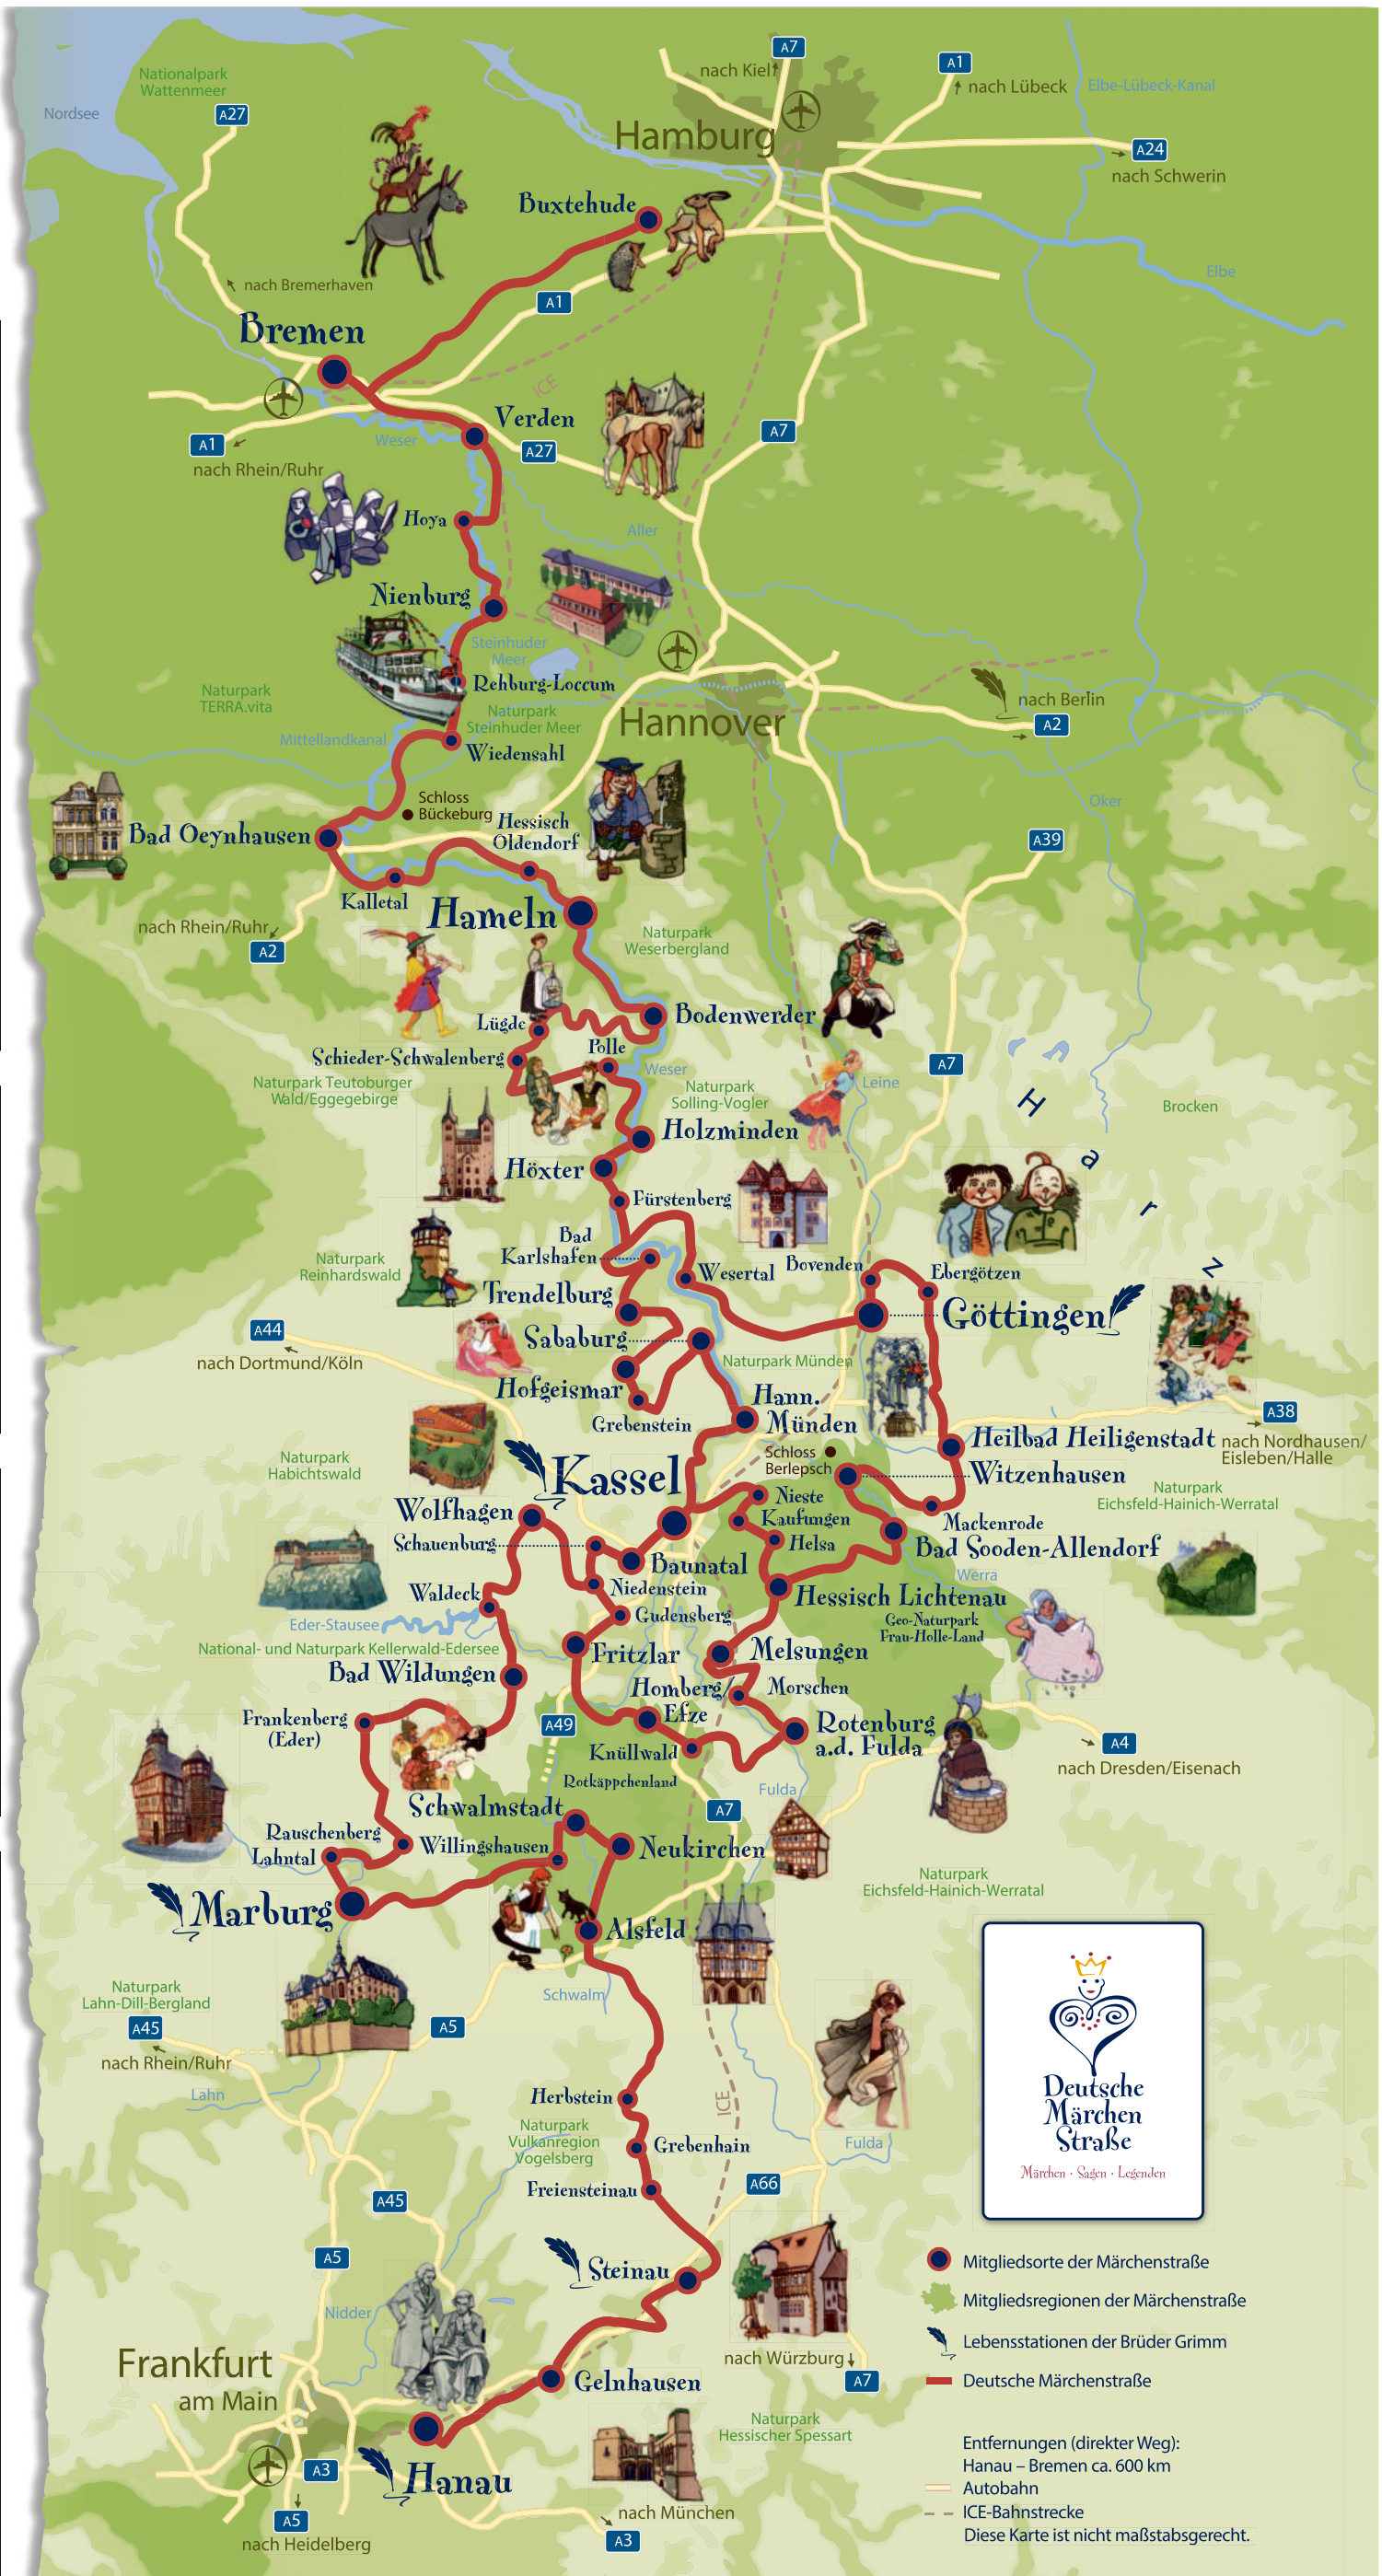 Nationalpark
Wattenmeer
Nordsee
A27
A7
nach Kiel
A1
nach Lübeck
Elbe-Lübeck-Kanal
Hamburg
A24
nach Schwerin
Buxtehude
Elbe
nach Bremerhaven
A1
Bremen
ICE
Verden
A7
A1
Weser
A27
nach Rhein/Ruhr
Hoya
Aller
Nienburg
Steinhuder
Meer
Rehburg-Loccum
Naturpark
TERRA.vita
Naturpark
Steinhuder Meer
Hannover
nach Berlin
A2
Mittellandkanal
Wiedensahl
Schloss
Bückeburg
Oker
Hessisch
Oldendorf
Bad Oeynhausen
A39
Kalletal
Hameln
nach Rhein/Ruhr
A2
Naturpark
Weserbergland
Bodenwerder
Lügde
Polle
Schieder-Schwalenberg
Weser
A7
Naturpark Teutoburger
Wald/Eggegebirge
Naturpark
Solling-Vogler
Leine
Harz
Brocken
Holzminden
Höxter
Fürstenberg
Bad
Karlshafen
Naturpark
Reinhardswald
Wesertal
Bovenden
Ebergötzen
Trendelburg
Göttingen
A44
Sababurg
nach Dortmund/Köln
Naturpark Münden
Hofgeismar
Hann.
Münden
Grebenstein
A38
nach Nordhausen/
Eisleben/Halle
Heilbad Heiligenstadt
Schloss
Berlepsch
Naturpark
Habichtswald
Kassel
Witzenhausen
Naturpark
Eichsfeld-Hainich-Werratal
Nieste
Wolfhagen
Kaufungen
Mackenrode
Schauenburg
Helsa
Bad Sooden-Allendorf
Baunatal
Werra
Waldeck
Niedenstein
Hessisch Lichtenau
Eder-Stausee
Gudensberg
Geo-Naturpark
Frau-Holle-Land
National- und Naturpark Kellerwald-Edersee
Fritzlar
Melsungen
Bad Wildungen
Homberg/
Efze
Morschen
Frankenberg
(Eder)
A49
Rotenburg
a.d. Fulda
A4
Knüllwald
nach Dresden/Eisenach
Rotkäppchenland
Fulda
Schwalmstadt
A7
Rauschenberg
Willingshausen
Neukirchen
Lahntal
Naturpark
Eichsfeld-Hainich-Werratal
Marburg
Alsfeld
Naturpark
Lahn-Dill-Bergland
Schwalm
A45
A5
nach Rhein/Ruhr
Lahn
Herbstein
ICE
Deutsche
Märchen
Straße
Märchen · Sagen · Legenden
Naturpark
Vulkanregion
Vogelsberg
Grebenhain
Fulda
Freiensteinau
A66
A45
A5
Steinau
Mitgliedsorte der Märchenstraße
Mitgliedsregionen der Märchenstraße
Nidder
Lebensstationen der Brüder Grimm
Frankfurt
am Main
nach Würzburg
A7
Deutsche Märchenstraße
Gelnhausen
Naturpark
Hessischer Spessart
Entfernungen (direkter Weg):
Hanau – Bremen ca. 600 km
Autobahn
ICE-Bahnstrecke
Diese Karte ist nicht maßstabsgerecht.
A3
Hanau
A5
nach Heidelberg
nach München
A3